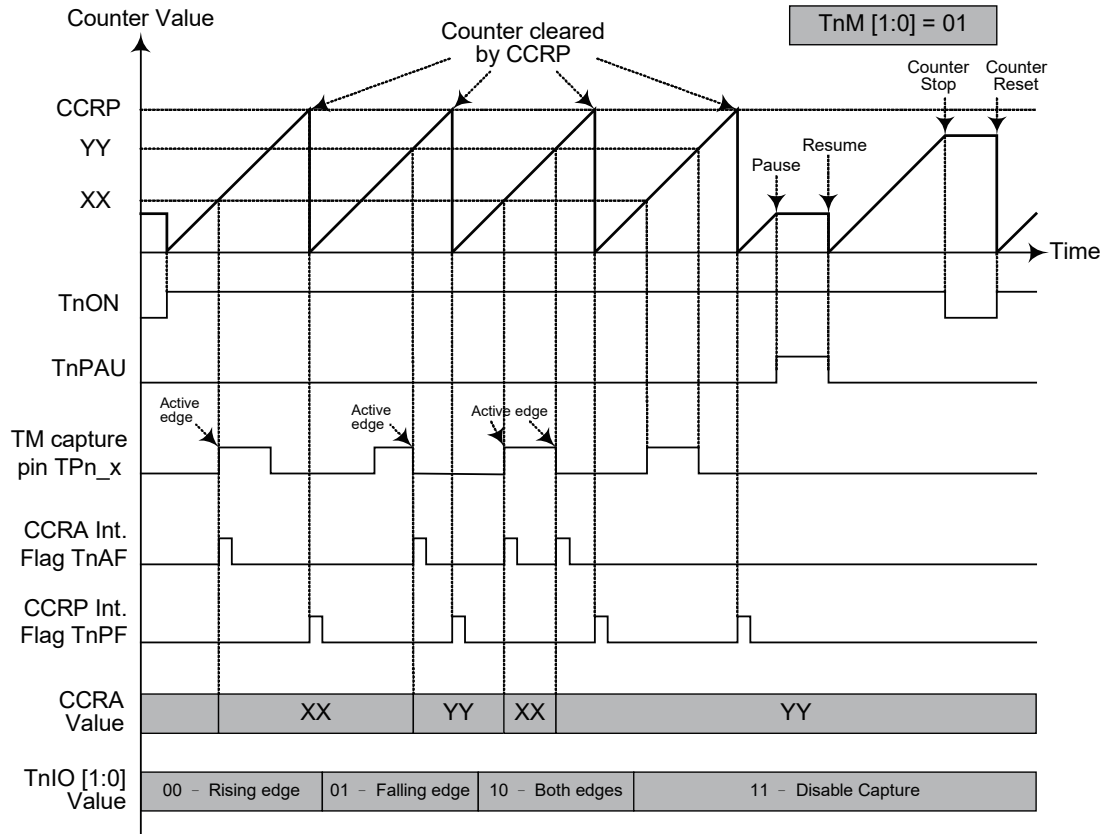 Counter Value
TnM [1:0] = 01
Counter cleared
by CCRP
Counter
Stop
Counter
Reset
CCRP
YY
XX
Pause
Resume
Time
TnON
TnPAU
Active
edge
Active
edge
Active edge
TM capture
pin TPn_x
CCRA Int.
Flag TnAF
CCRP Int.
Flag TnPF
CCRA
Value
XX
YY
XX
YY
TnIO [1:0]
Value
00 – Rising edge
01 – Falling edge
10 – Both edges
11 – Disable Capture